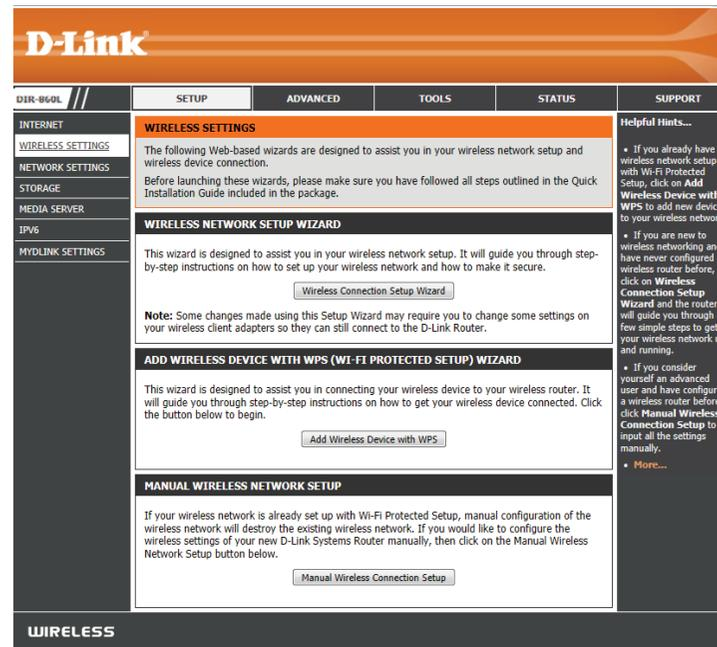 D-Link
DIR-860L
SETUP
ADVANCED
TOOLS
STATUS
SUPPORT
INTERNET
WIRELESS SETTINGS
NETWORK SETTINGS
STORAGE
MEDIA SERVER
IPV6
MYDLINK SETTINGS
WIRELESS SETTINGS
The following Web-based wizards are designed to assist you in your wireless network setup and
wireless device connection.
Before launching these wizards, please make sure you have followed all steps outlined in the Quick
Installation Guide included in the package.
WIRELESS NETWORK SETUP WIZARD
This wizard is designed to assist you in your wireless network setup. It will guide you through step-
by-step instructions on how to set up your wireless network and how to make it secure.
Wireless Connection Setup Wizard
Note: Some changes made using this Setup Wizard may require you to change some settings on
your wireless client adapters so they can still connect to the D-Link Router.
ADD WIRELESS DEVICE WITH WPS (WI-FI PROTECTED SETUP) WIZARD
This wizard is designed to assist you in connecting your wireless device to your wireless router. It
will guide you through step-by-step instructions on how to get your wireless device connected. Click
the button below to begin.
Add Wireless Device with WPS
MANUAL WIRELESS NETWORK SETUP
If your wireless network is already set up with Wi-Fi Protected Setup, manual configuration of the
wireless network will destroy the existing wireless network. If you would like to configure the
wireless settings of your new D-Link Systems Router manually, then click on the Manual Wireless
Network Setup button below.
Manual Wireless Connection Setup
Helpful Hints...
• If you already have
wireless network setup
with Wi-Fi Protected
Setup, click on Add
Wireless Device with
WPS to add new devic
to your wireless networ
• If you are new to
wireless networking and
have never configured
wireless router before,
click on Wireless
Connection Setup
Wizard and the router
will guide you through
few simple steps to get
your wireless network
and running.
• If you consider
yourself an advanced
user and have configur
a wireless router before
click Manual Wireless
Connection Setup to
input all the settings
manually.
• More...
WIRELESS